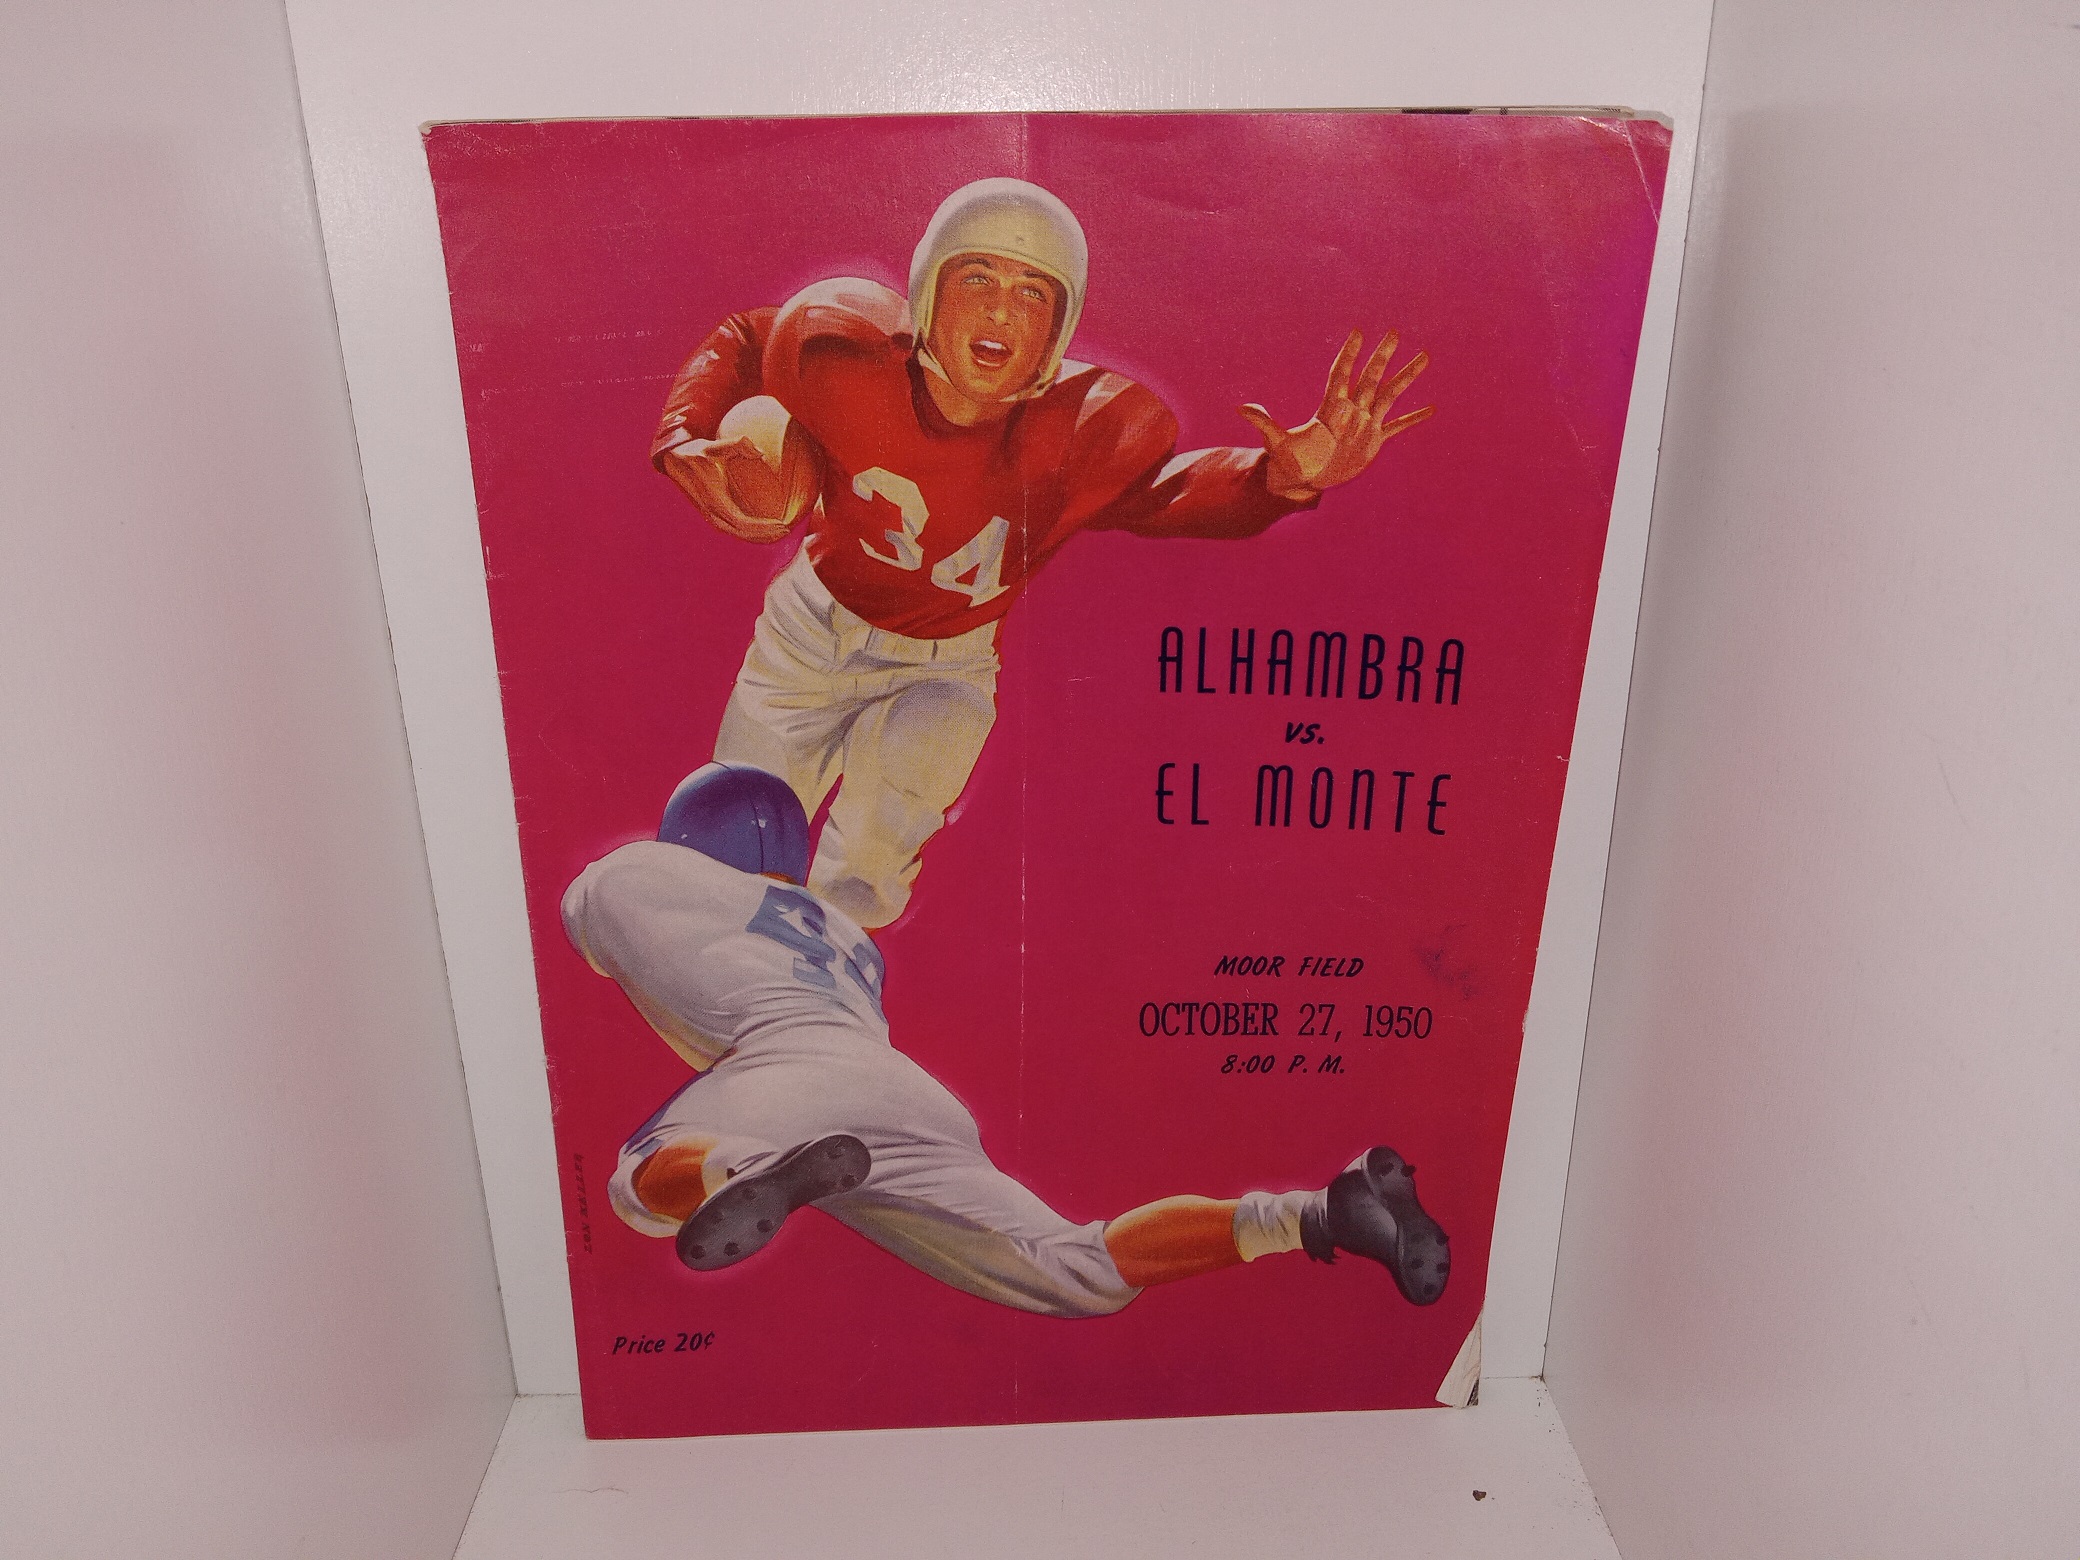 34
ALHAMBRA
vs.
EL MONTE
MOOR FIELD
OCTOBER 27, 1950
8:00 P. M.
Price 20¢